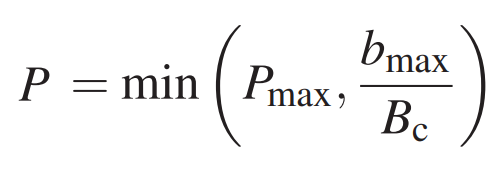 P = min ( P_max, b_max / B_c )